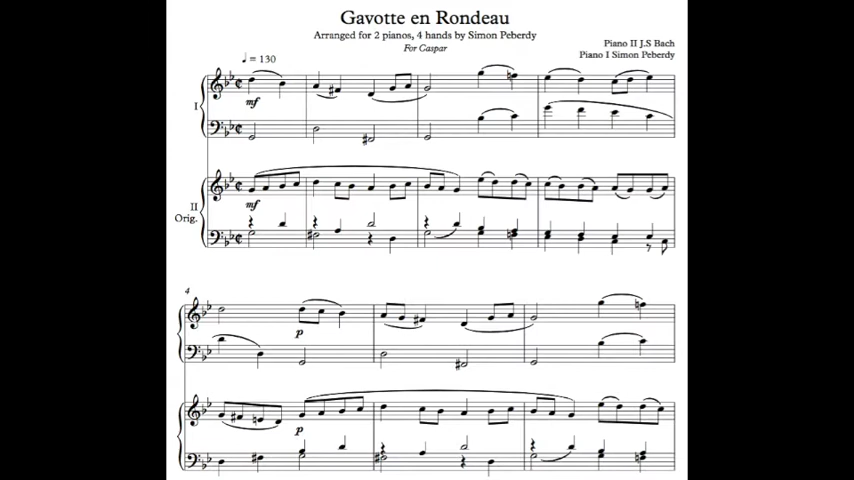 Gavotte en Rondeau
Arranged for 2 pianos, 4 hands by Simon Peberdy
For Caspar
Piano II J.S Bach
Piano I Simon Peberdy
♩ = 130
I
mf
II
Orig.
mf
4
p
p